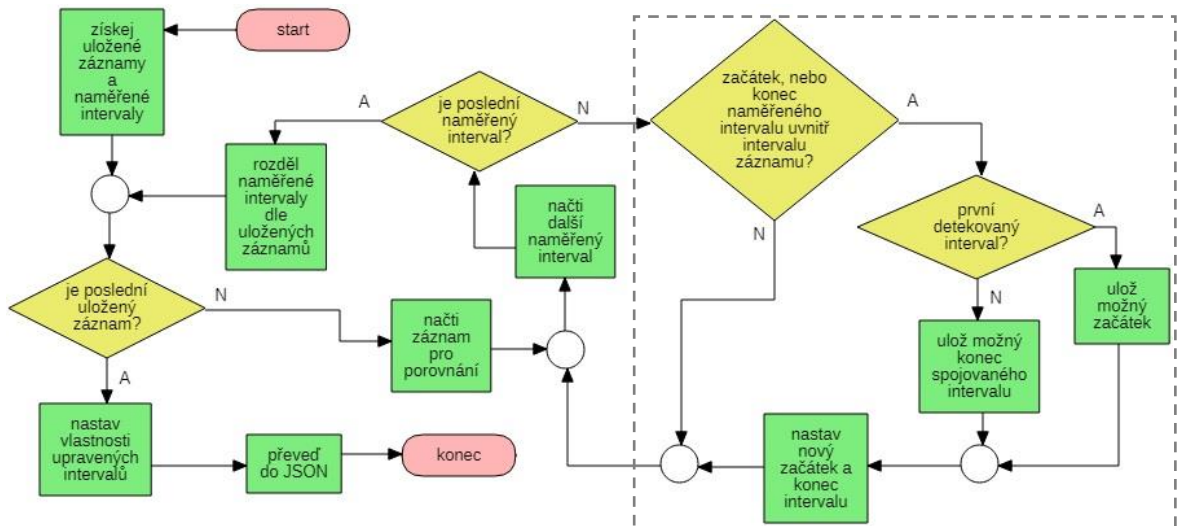 získej
uložené
záznamy
a
naměřené
intervaly
start
A
je poslední
naměřený
interval?
N
začátek, nebo
konec
naměřeného
intervalu uvnitř
intervalu
záznamu?
A
N
rozděl
naměřené
intervaly
dle
uložených
záznamů
načti
další
naměřený
interval
první
detekovaný
interval?
A
N
ulož
možný
začátek
je poslední
uložený
záznam?
N
A
načti
záznam
pro
porovnání
ulož možný
konec
spojovaného
intervalu
nastav
vlastnosti
upravených
intervalů
převeď
do JSON
konec
nastav
nový
začátek a
konec
intervalu